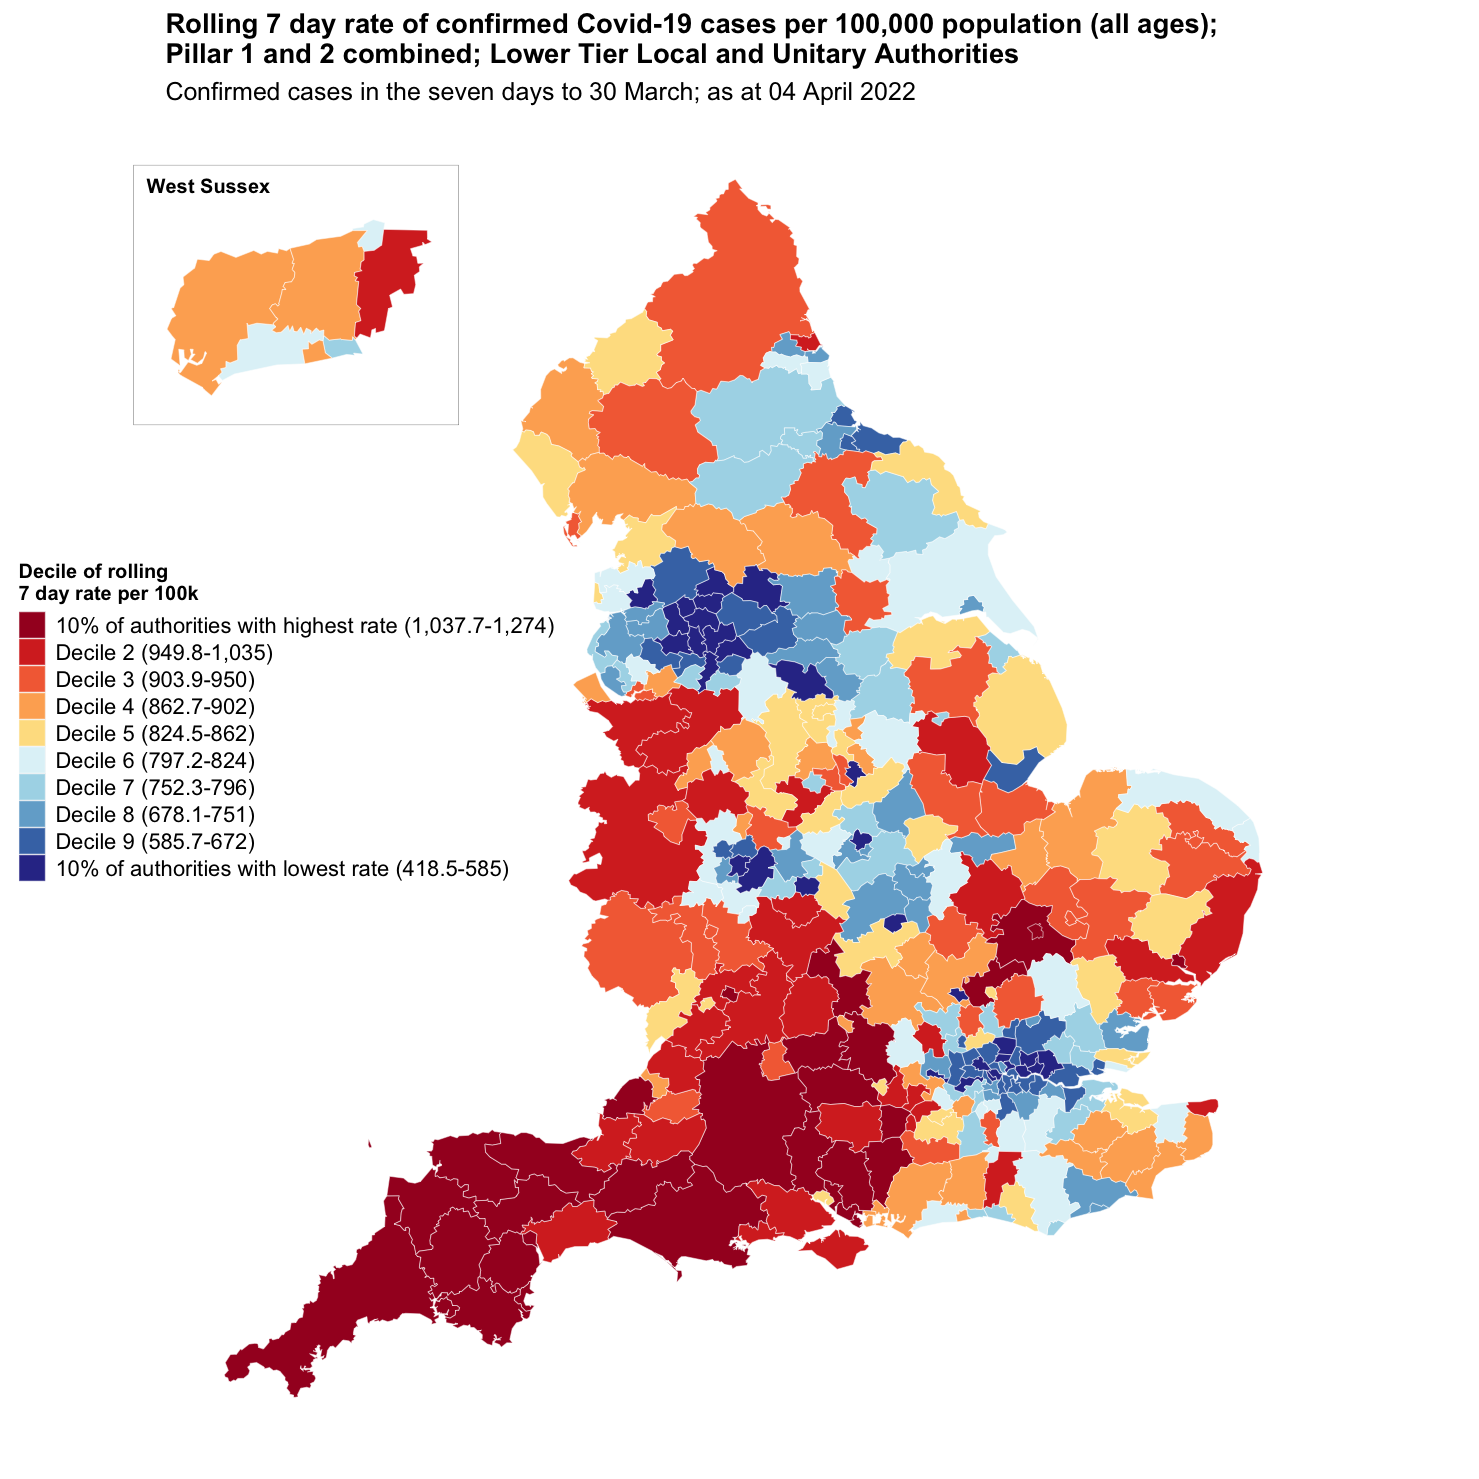 Rolling 7 day rate of confirmed Covid-19 cases per 100,000 population (all ages);
Pillar 1 and 2 combined; Lower Tier Local and Unitary Authorities
Confirmed cases in the seven days to 30 March; as at 04 April 2022
West Sussex
Decile of rolling
7 day rate per 100k
10% of authorities with highest rate (1,037.7-1,274)
Decile 2 (949.8-1,035)
Decile 3 (903.9-950)
Decile 4 (862.7-902)
Decile 5 (824.5-862)
Decile 6 (797.2-824)
Decile 7 (752.3-796)
Decile 8 (678.1-751)
Decile 9 (585.7-672)
10% of authorities with lowest rate (418.5-585)